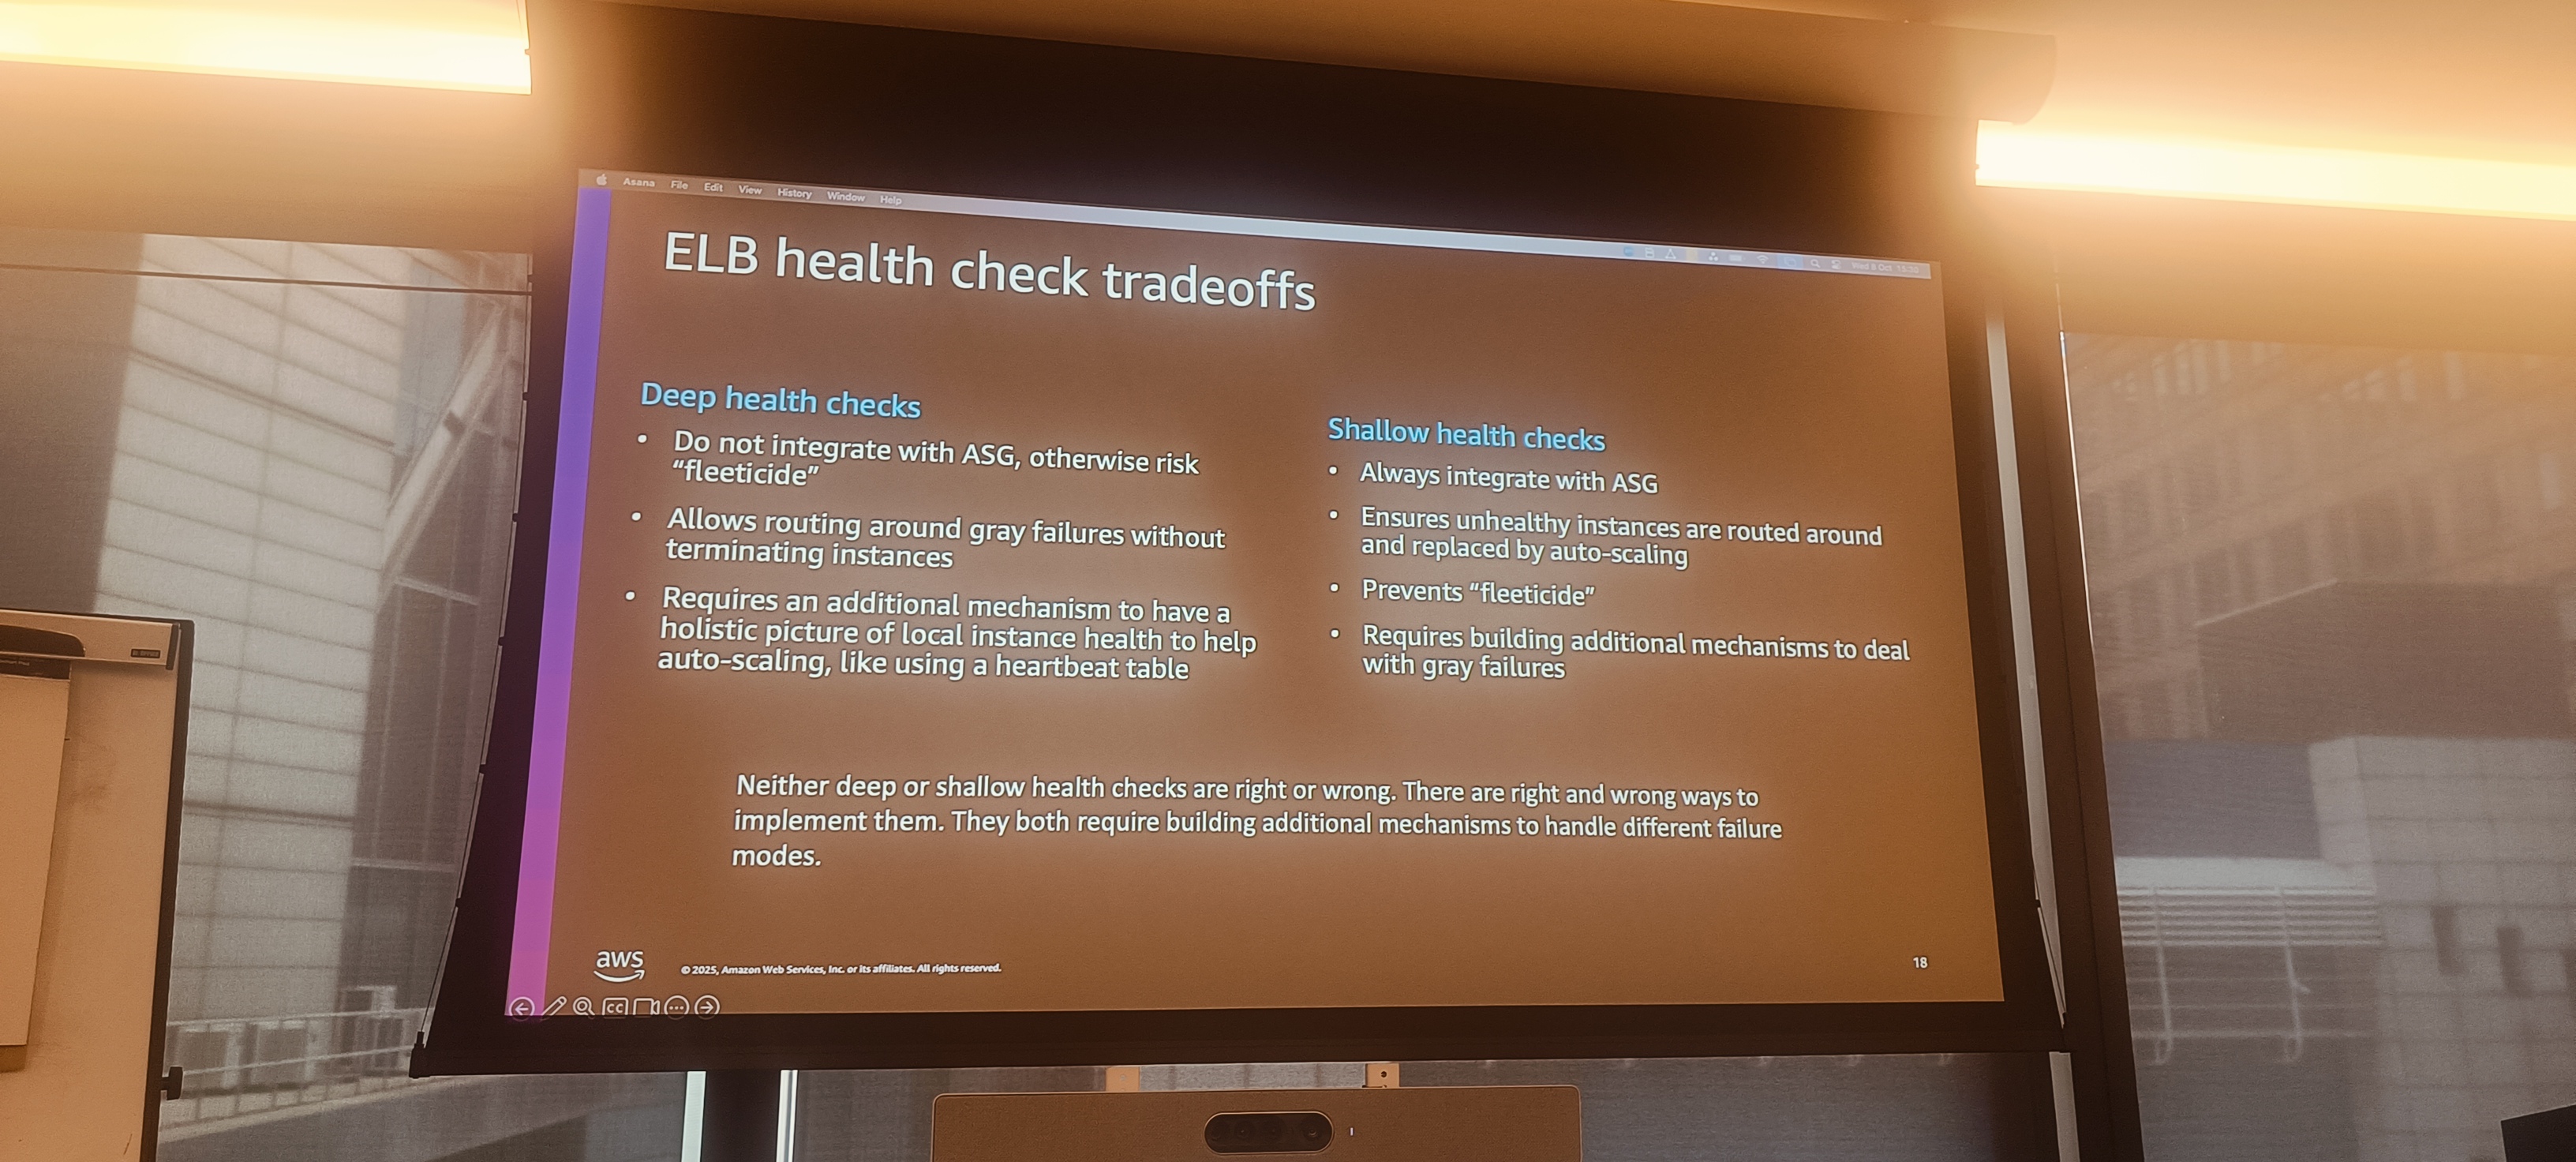 Asana File Edit View History Window Help
Wed 8 Oct 15:30
ELB health check tradeoffs
Deep health checks
• Do not integrate with ASG, otherwise risk
“fleeticide”
• Allows routing around gray failures without
terminating instances
• Requires an additional mechanism to have a
holistic picture of local instance health to help
auto-scaling, like using a heartbeat table
Shallow health checks
• Always integrate with ASG
• Ensures unhealthy instances are routed around
and replaced by auto-scaling
• Prevents “fleeticide”
• Requires building additional mechanisms to deal
with gray failures
Neither deep or shallow health checks are right or wrong. There are right and wrong ways to
implement them. They both require building additional mechanisms to handle different failure
modes.
aws
© 2025, Amazon Web Services, Inc. or its affiliates. All rights reserved.
18
CC